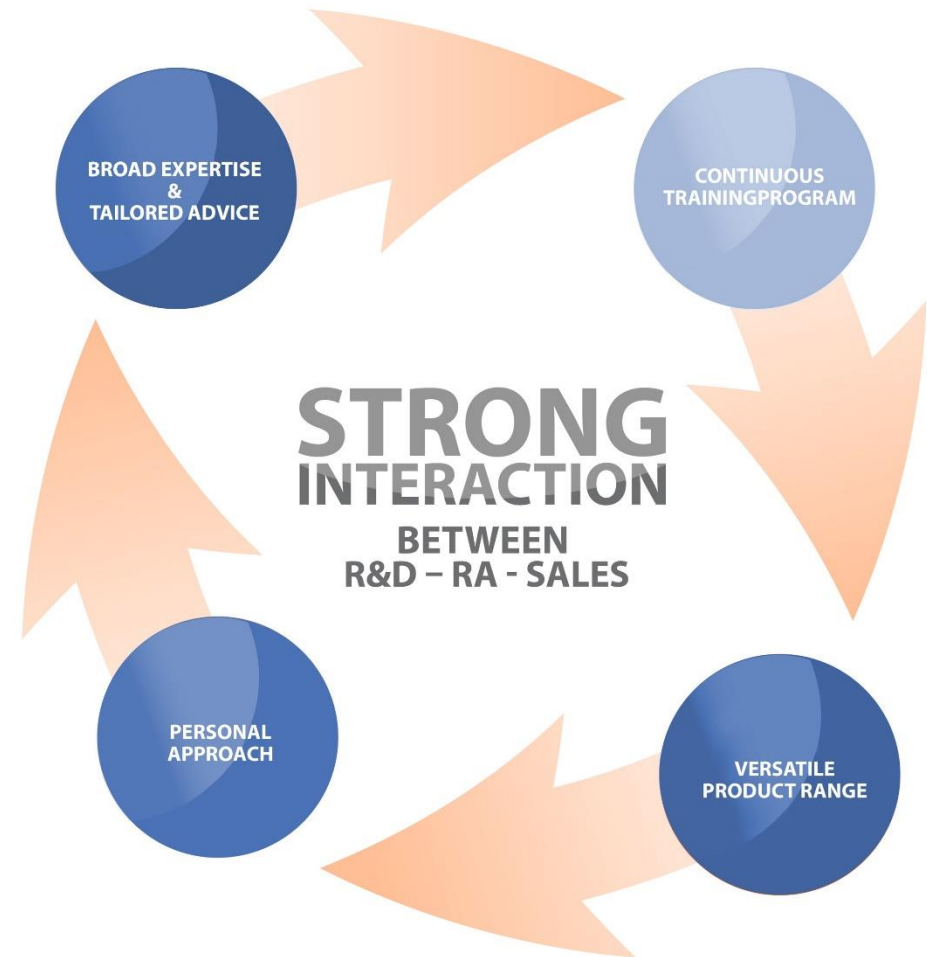 BROAD EXPERTISE
&
TAILORED ADVICE
CONTINUOUS
TRAININGPROGRAM
STRONG
INTERACTION
BETWEEN
R&D – RA - SALES
PERSONAL
APPROACH
VERSATILE
PRODUCT RANGE